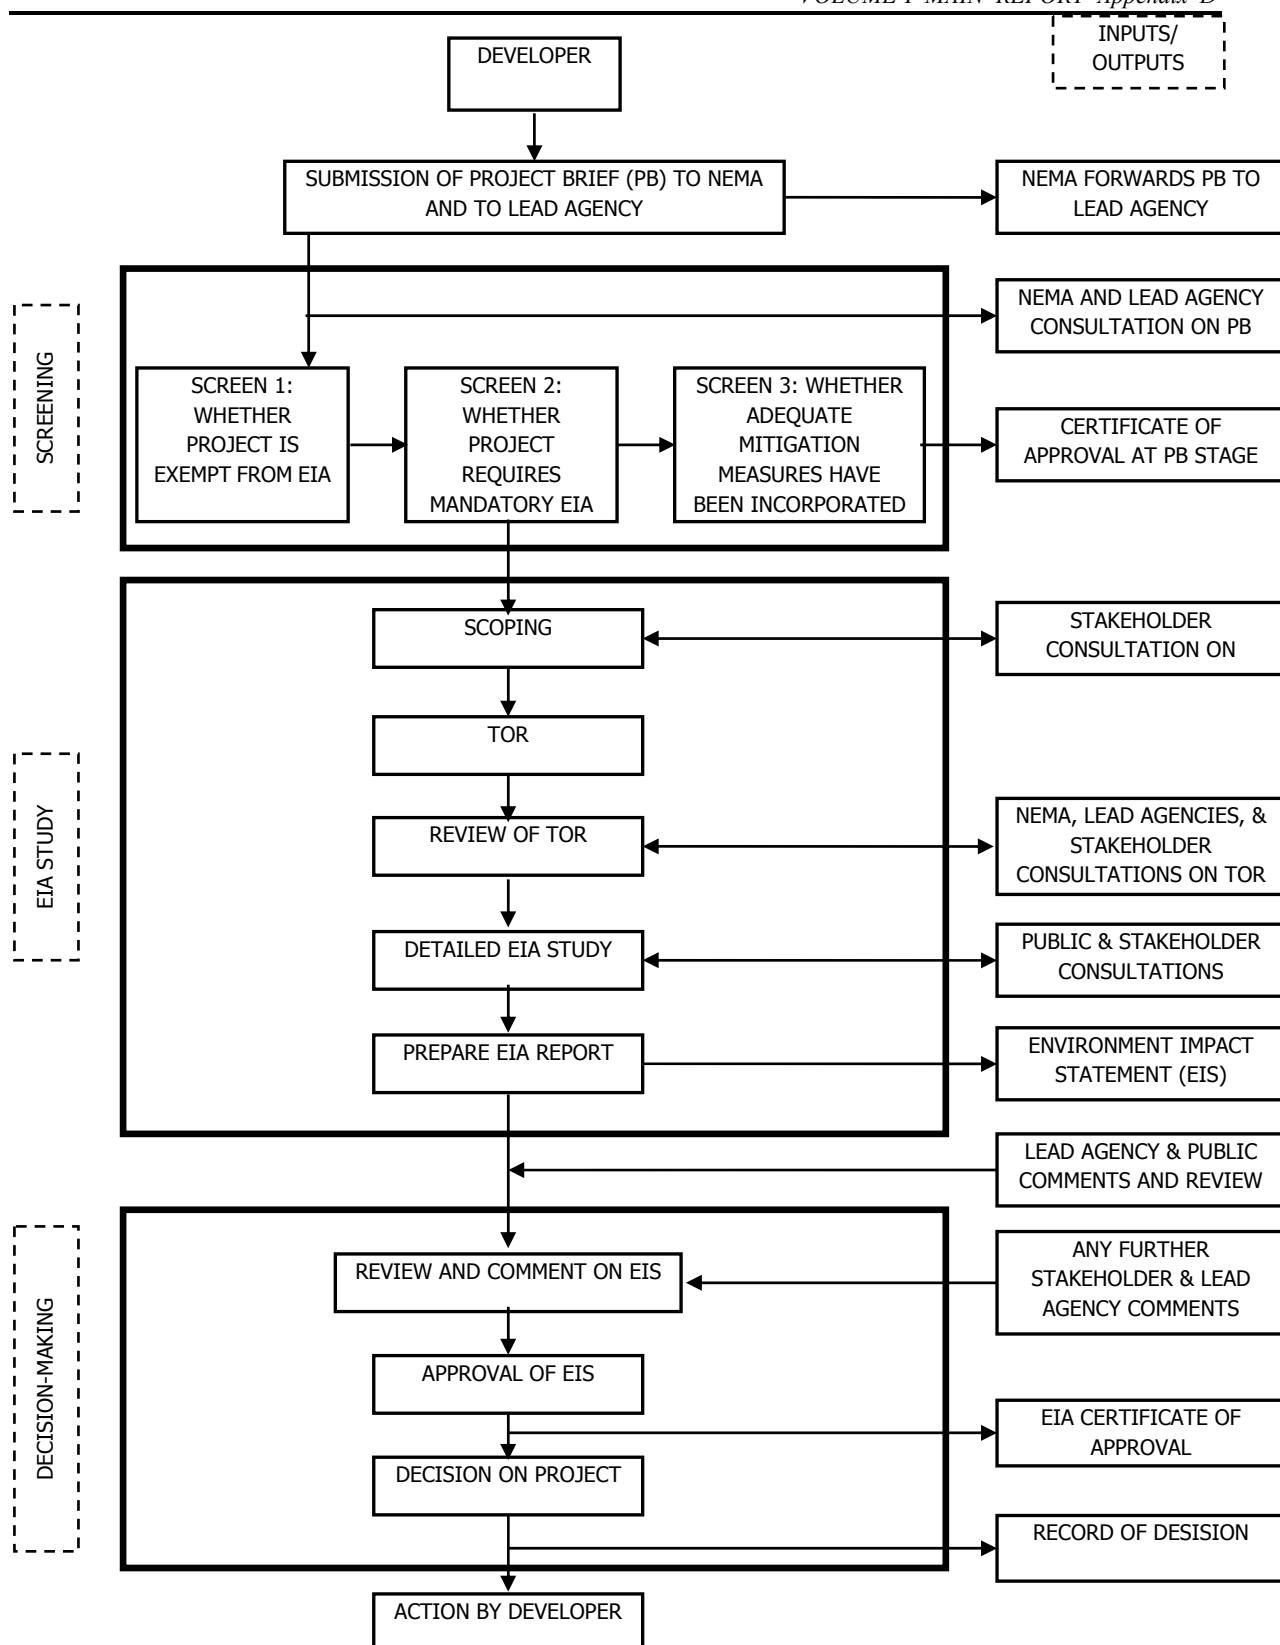 VOLUME I MAIN REPORT Appendix D
INPUTS/
OUTPUTS
DEVELOPER
SUBMISSION OF PROJECT BRIEF (PB) TO NEMA
AND TO LEAD AGENCY
NEMA FORWARDS PB TO
LEAD AGENCY
SCREENING
NEMA AND LEAD AGENCY
CONSULTATION ON PB
SCREEN 1:
WHETHER
PROJECT IS
EXEMPT FROM EIA
SCREEN 2:
WHETHER
PROJECT
REQUIRES
MANDATORY EIA
SCREEN 3: WHETHER
ADEQUATE
MITIGATION
MEASURES HAVE
BEEN INCORPORATED
CERTIFICATE OF
APPROVAL AT PB STAGE
EIA STUDY
SCOPING
STAKEHOLDER
CONSULTATION ON
TOR
REVIEW OF TOR
NEMA, LEAD AGENCIES, &
STAKEHOLDER
CONSULTATIONS ON TOR
DETAILED EIA STUDY
PUBLIC & STAKEHOLDER
CONSULTATIONS
PREPARE EIA REPORT
ENVIRONMENT IMPACT
STATEMENT (EIS)
LEAD AGENCY & PUBLIC
COMMENTS AND REVIEW
DECISION-MAKING
REVIEW AND COMMENT ON EIS
ANY FURTHER
STAKEHOLDER & LEAD
AGENCY COMMENTS
APPROVAL OF EIS
EIA CERTIFICATE OF
APPROVAL
DECISION ON PROJECT
RECORD OF DESISION
ACTION BY DEVELOPER